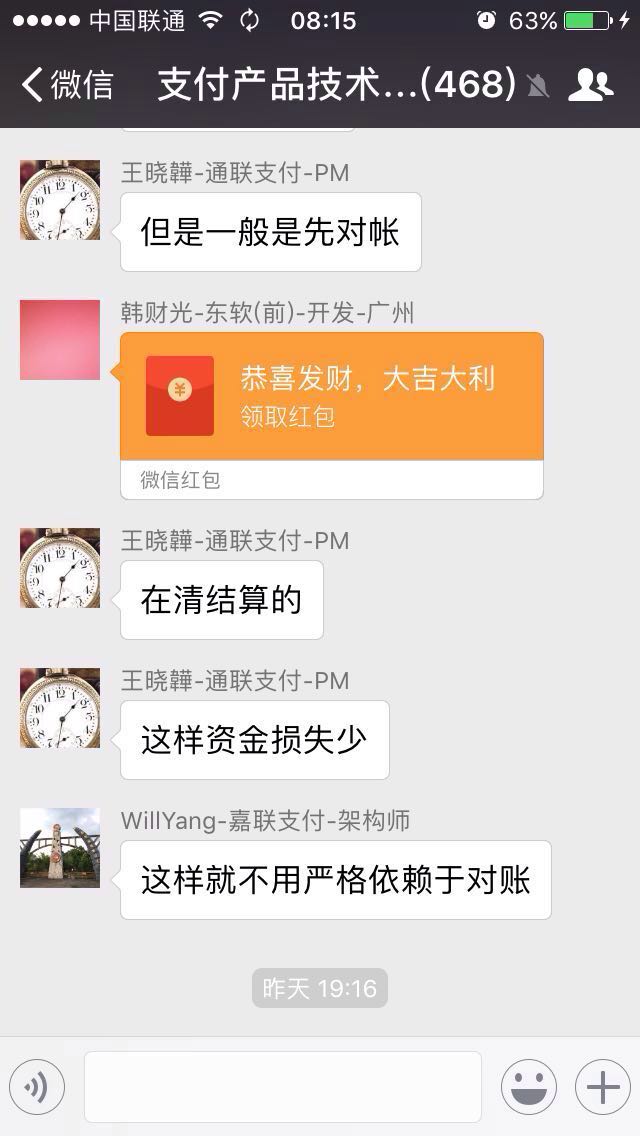 中国联通 08:15 63%
微信 支付产品技术...(468)
王晓韡-通联支付-PM
但是一般是先对帐
韩财光-东软(前)-开发-广州
恭喜发财，大吉大利
领取红包
微信红包
王晓韡-通联支付-PM
在清结算的
王晓韡-通联支付-PM
这样资金损失少
WillYang-嘉联支付-架构师
这样就不用严格依赖于对账
昨天 19:16